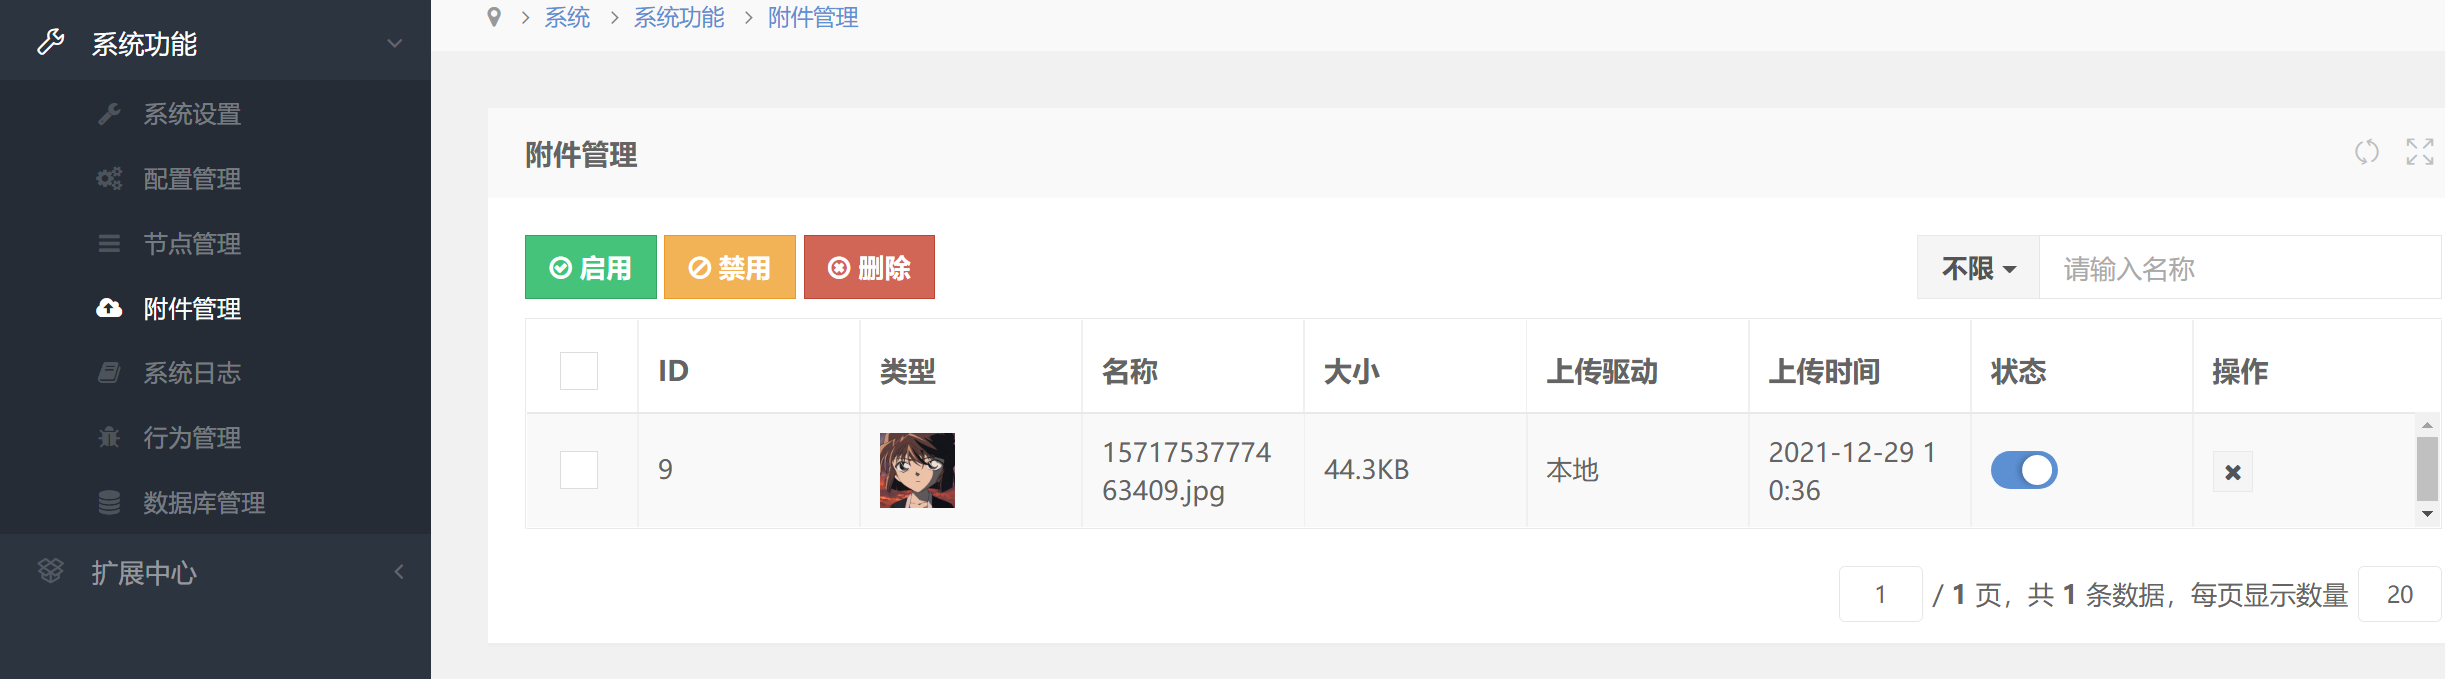 系统功能
系统设置
配置管理
节点管理
附件管理
系统日志
行为管理
数据库管理
扩展中心
系统 系统功能 附件管理
附件管理
启用 禁用 删除
不限 请输入名称
ID 类型 名称 大小 上传驱动 上传时间 状态 操作
9 15717537774 44.3KB 本地 2021-12-29 1
63409.jpg 0:36
1 / 1 页，共 1 条数据，每页显示数量 20